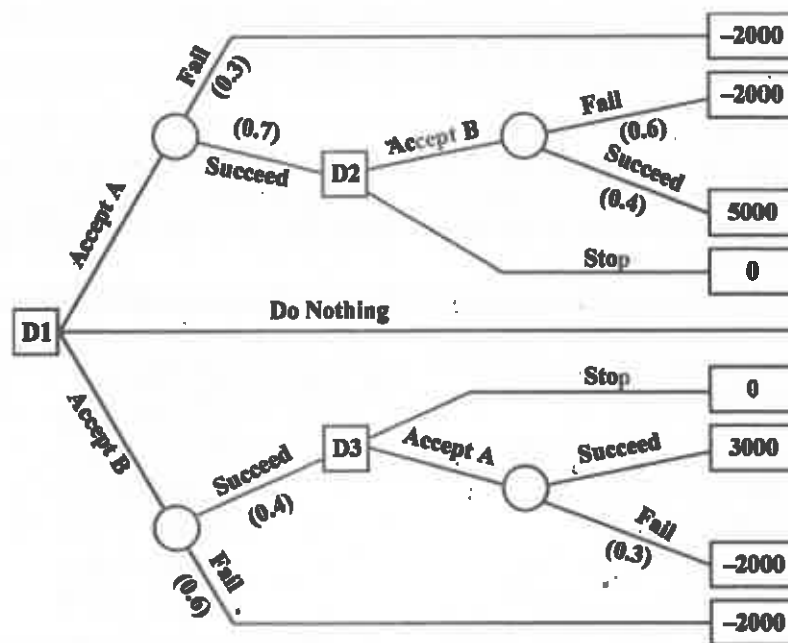 Fail
(0.3)
-2000
Accept A
(0.7)
Succeed
D2
Accept B
Fail
(0.6)
-2000
Succeed
(0.4)
5000
Stop
0
D1
Do Nothing
Accept B
Succeed
(0.4)
D3
Stop
0
Accept A
Succeed
3000
Fail
(0.3)
-2000
Fail
(0.6)
-2000